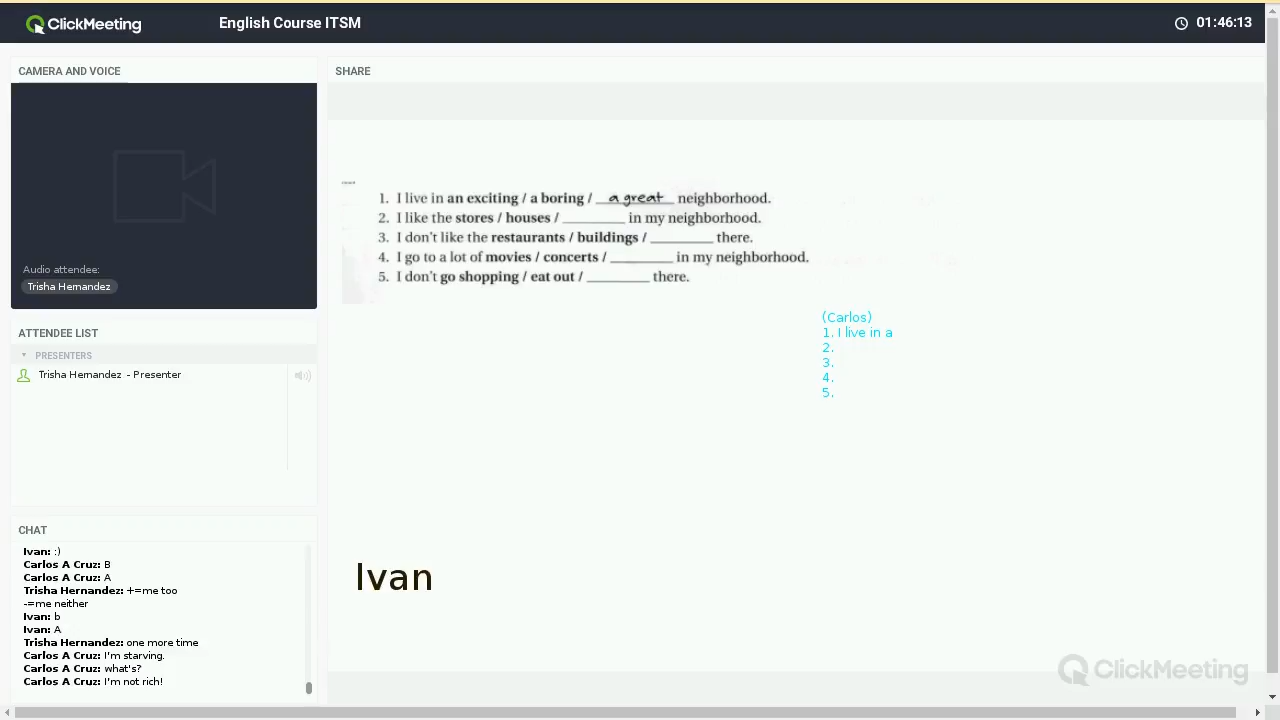 ClickMeeting
English Course ITSM
01:46:13
CAMERA AND VOICE
Audio attendee:
Trisha Hernandez
ATTENDEE LIST
PRESENTERS
Trisha Hernandez - Presenter
CHAT
Ivan: :)
Carlos A Cruz: B
Carlos A Cruz: A
Trisha Hernandez: +=me too
-=me neither
Ivan: b
Ivan: A
Trisha Hernandez: one more time
Carlos A Cruz: I'm starving.
Carlos A Cruz: what's?
Carlos A Cruz: I'm not rich!
SHARE
1. I live in an exciting / a boring / a great neighborhood.
2. I like the stores / houses / ________ in my neighborhood.
3. I don't like the restaurants / buildings / ________ there.
4. I go to a lot of movies / concerts / ________ in my neighborhood.
5. I don't go shopping / eat out / ________ there.
(Carlos)
1. I live in a
2.
3.
4.
5.
Ivan
ClickMeeting